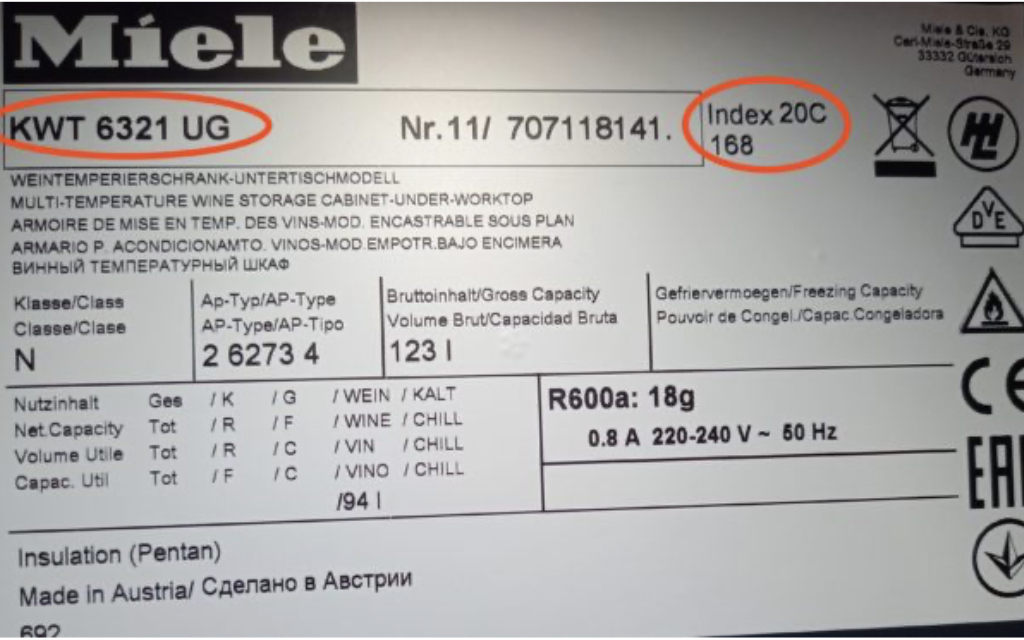 Miele
Miele & Cie. KG
Carl-Miele-Straße 29
33332 Gütersloh
Germany
KWT 6321 UG Nr.11/ 707118141. Index 20C
168
WEINTEMPERIERSCHRANK-UNTERTISCHMODELL
MULTI-TEMPERATURE WINE STORAGE CABINET-UNDER-WORKTOP
ARMOIRE DE MISE EN TEMP. DES VINS-MOD. ENCASTRABLE SOUS PLAN
ARMARIO P. ACONDICIONAMTO. VINOS-MOD.EMPOTR.BAJO ENCIMERA
ВИННЫЙ ТЕМПЕРАТУРНЫЙ ШКАФ
Klasse/Class
Classe/Clase
N
Ap-Typ/AP-Type
AP-Type/AP-Tipo
2 6273 4
Bruttoinhalt/Gross Capacity
Volume Brut/Capacidad Bruta
123 l
Gefriervermoegen/Freezing Capacity
Pouvoir de Congel./Capac.Congeladora
Nutzinhalt Ges / K / G / WEIN / KALT
Net.Capacity Tot / R / F / WINE / CHILL
Volume Utile Tot / R / C / VIN / CHILL
Capac. Util Tot / F / C / VINO / CHILL
/94 l
R600a: 18g
0.8 A 220-240 V ~ 50 Hz
Insulation (Pentan)
Made in Austria/ Сделано в Австрии
692
DVE
CE
EAC